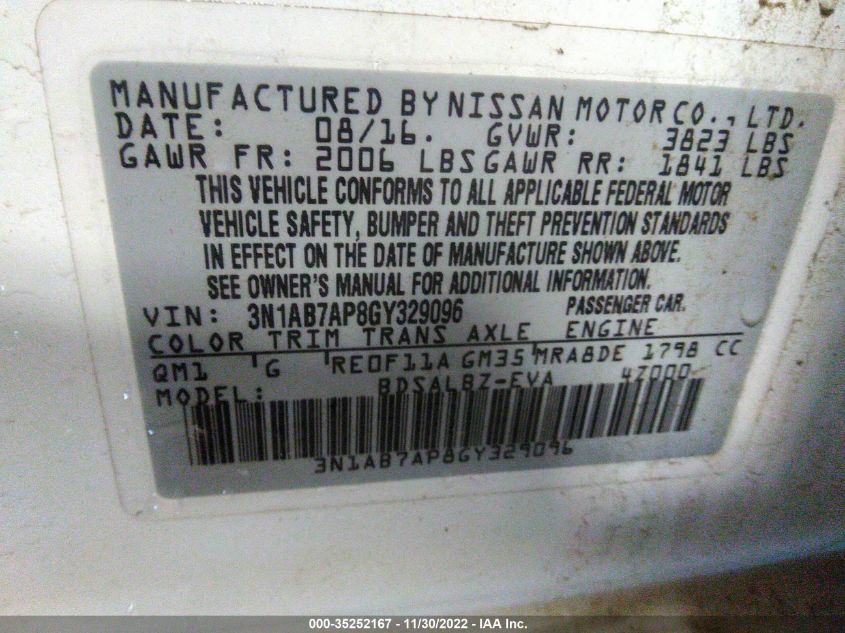 MANUFACTURED BY NISSAN MOTOR CO., LTD.
DATE: 08/16. GVWR: 3823 LBS
GAWR FR: 2006 LBS GAWR RR: 1841 LBS
THIS VEHICLE CONFORMS TO ALL APPLICABLE FEDERAL MOTOR
VEHICLE SAFETY, BUMPER AND THEFT PREVENTION STANDARDS
IN EFFECT ON THE DATE OF MANUFACTURE SHOWN ABOVE.
SEE OWNER'S MANUAL FOR ADDITIONAL INFORMATION.
VIN: 3N1AB7AP8GY329096 PASSENGER CAR.
COLOR TRIM TRANS AXLE ENGINE
QM1 G RE0F11A GM35 MRA8DE 1798 CC
MODEL: BDSALBZ-EVA 4Z000
3N1AB7AP8GY329096
000-35252167 - 11/30/2022 - IAA Inc.